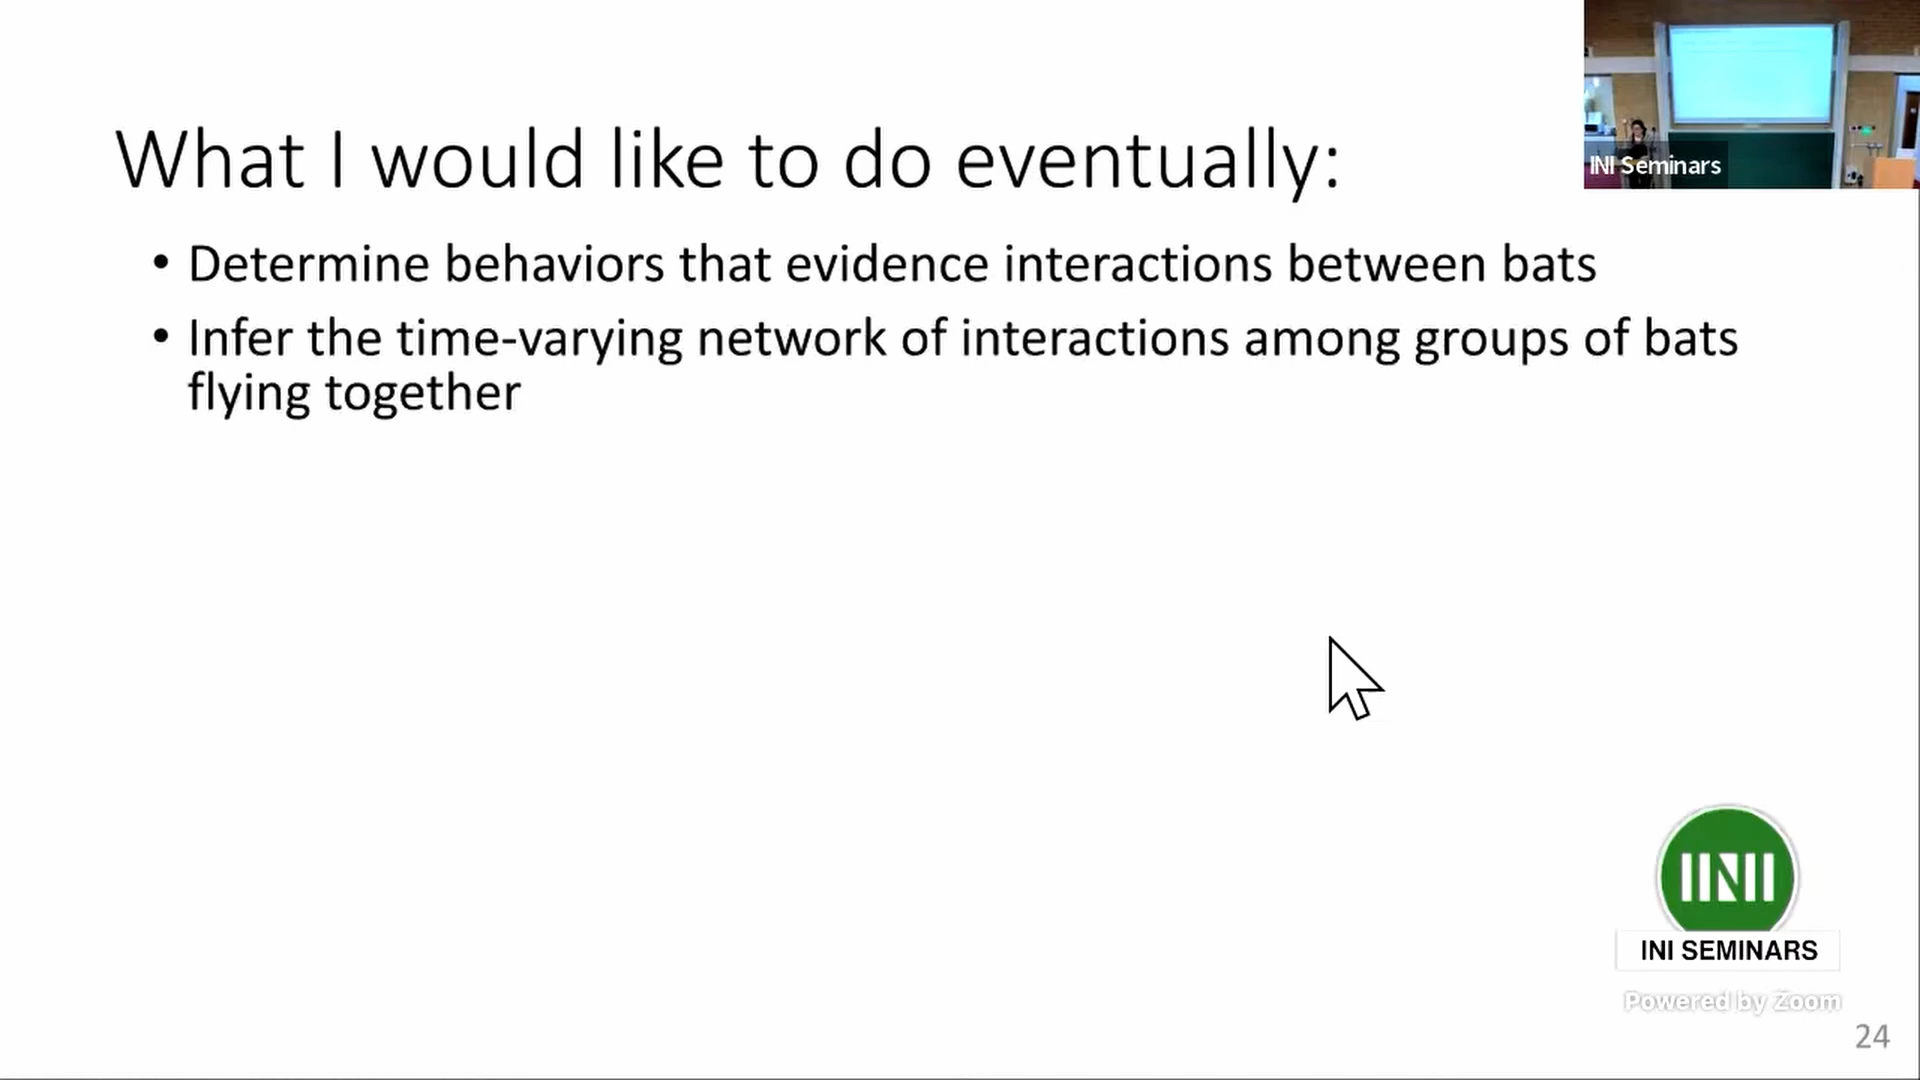 What I would like to do eventually:
INI Seminars
• Determine behaviors that evidence interactions between bats
• Infer the time-varying network of interactions among groups of bats
flying together
INI
INI SEMINARS
Powered by Zoom
24